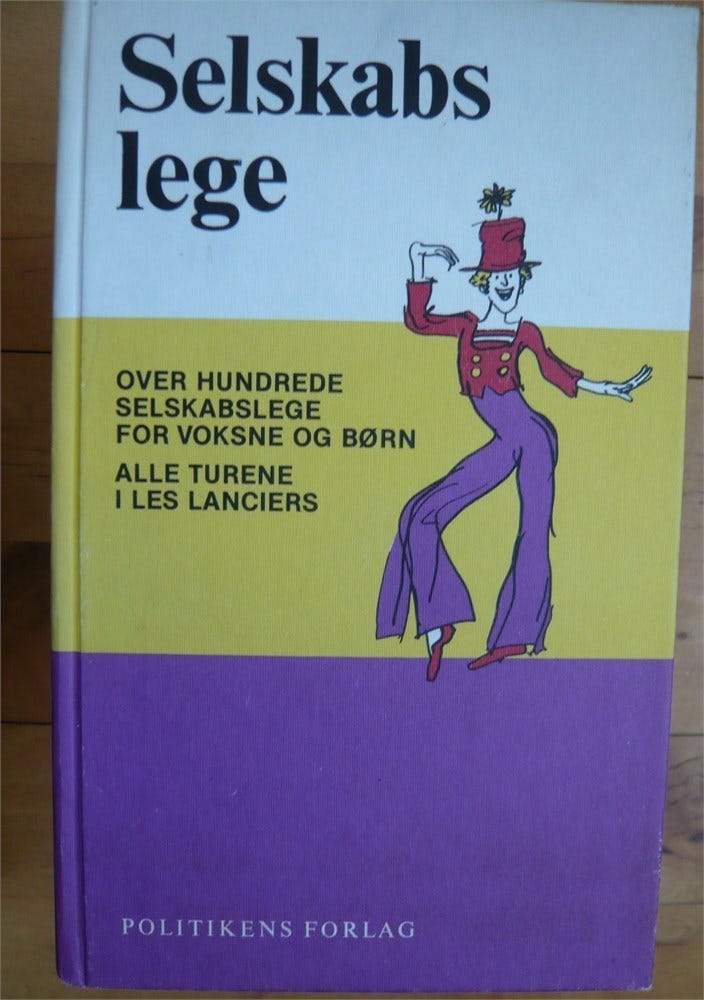 Selskabs
lege
OVER HUNDREDE
SELSKABSLEGE
FOR VOKSNE OG BØRN
ALLE TURENE
I LES LANCIERS
POLITIKENS FORLAG